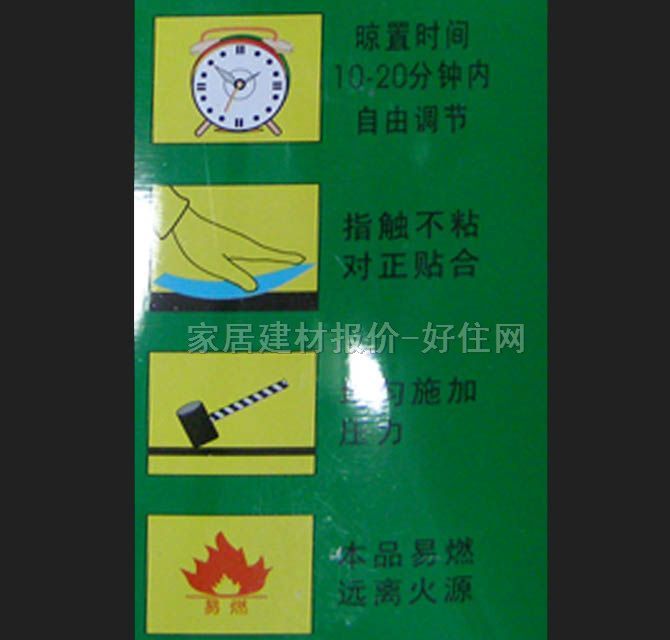 晾置时间
10-20分钟内
自由调节
指触不粘
对正贴合
家居建材报价-好住网
均匀施加
压力
易燃
本品易燃
远离火源